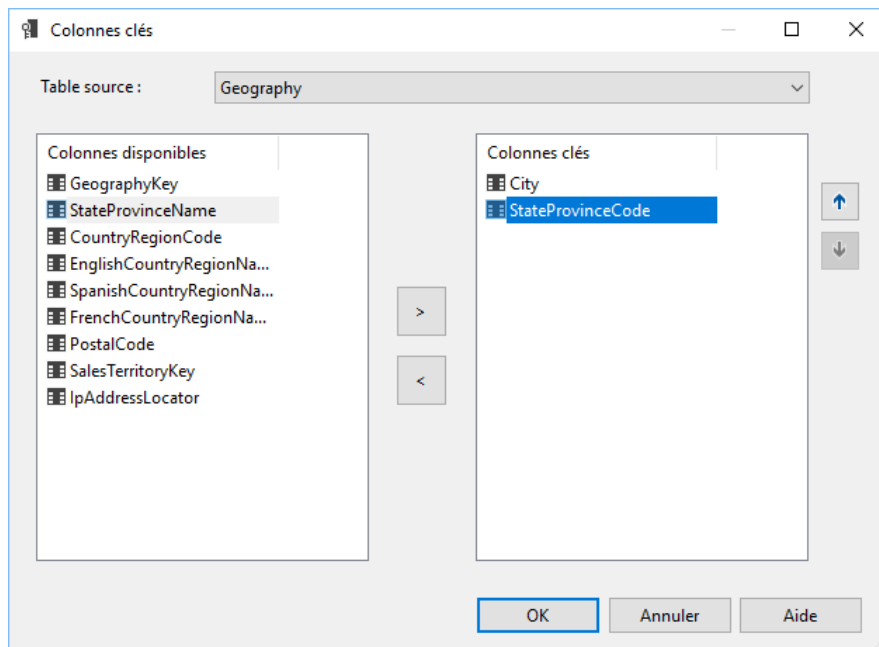 Colonnes clés
Table source :
Geography
Colonnes disponibles
GeographyKey
StateProvinceName
CountryRegionCode
EnglishCountryRegionNa...
SpanishCountryRegionNa...
FrenchCountryRegionNa...
PostalCode
SalesTerritoryKey
IpAddressLocator
>
<
Colonnes clés
City
StateProvinceCode
OK
Annuler
Aide